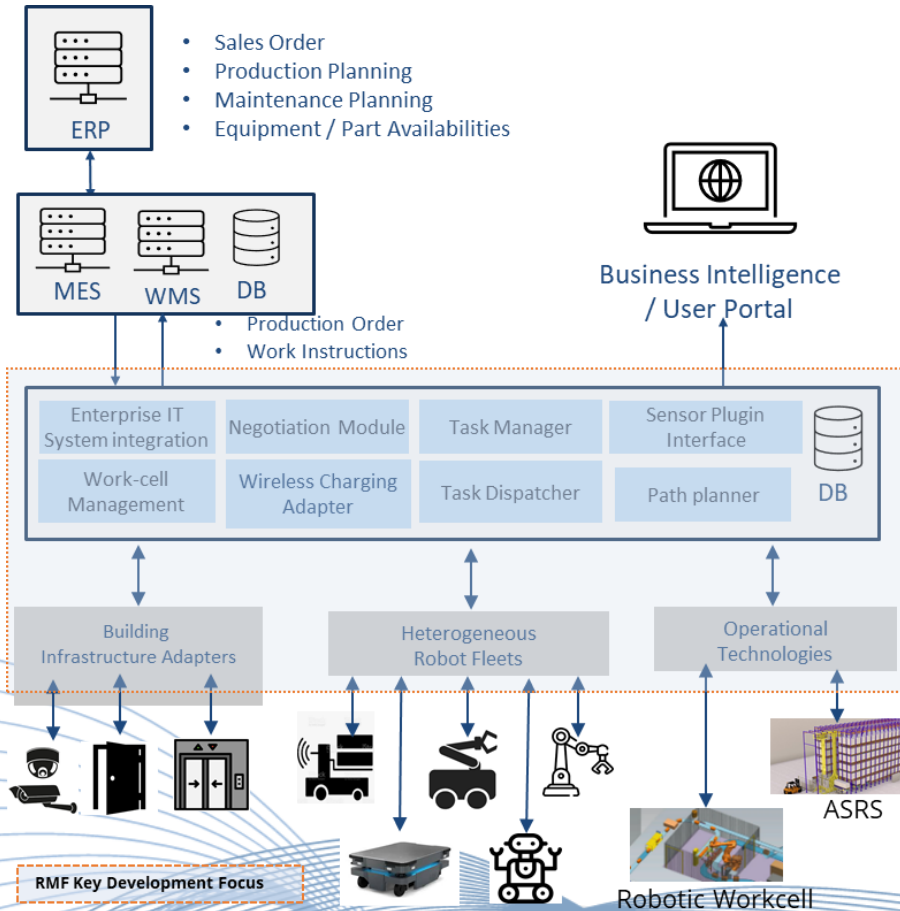 ERP
• Sales Order
• Production Planning
• Maintenance Planning
• Equipment / Part Availabilities
MES
WMS
DB
• Production Order
• Work Instructions
Business Intelligence
/ User Portal
Enterprise IT
System integration
Negotiation Module
Task Manager
Sensor Plugin
Interface
Work-cell
Management
Wireless Charging
Adapter
Task Dispatcher
Path planner
DB
Building
Infrastructure Adapters
Heterogeneous
Robot Fleets
Operational
Technologies
ASRS
Robotic Workcell
RMF Key Development Focus